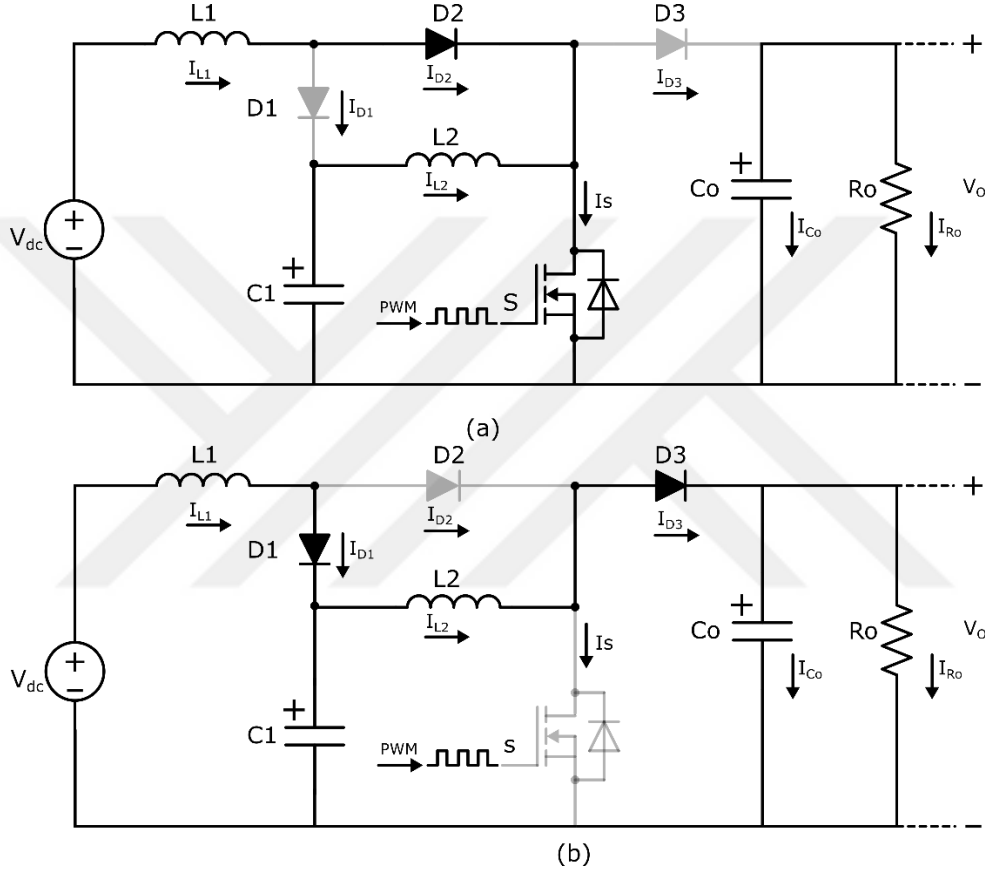 L1 D2 D3
I_L1 D1 I_D1 I_D2 I_D3 +
L2
I_L2 Is
+ + Co Ro V_O
V_dc + − I_Co I_Ro
+ C1 PWM S
−
(a)
L1 D2 D3
I_L1 I_D2 I_D3 +
D1 I_D1
L2
I_L2 Is
+ Co Ro V_O
V_dc + − I_Co I_Ro
+ C1 PWM s
−
(b)